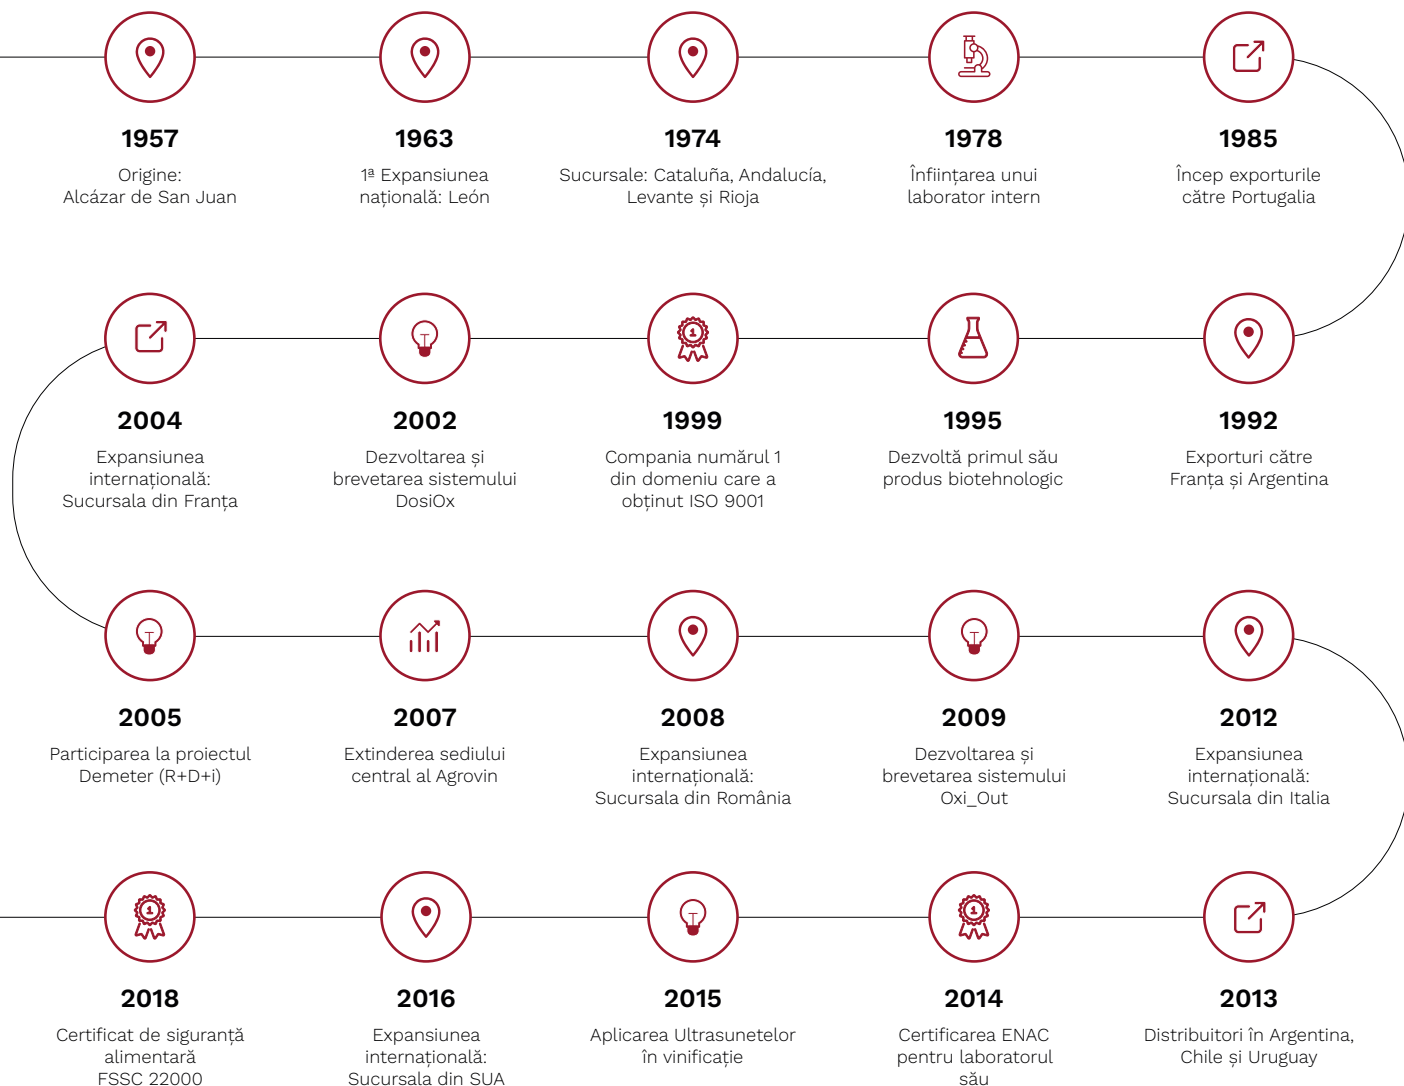 1957
Origine:
Alcázar de San Juan
1963
1ª Expansiunea
națională: León
1974
Sucursale: Cataluña, Andalucía,
Levante și Rioja
1978
Înființarea unui
laborator intern
1985
Încep exporturile
către Portugalia
2004
Expansiunea
internațională:
Sucursala din Franța
2002
Dezvoltarea și
brevetarea sistemului
DosiOx
1999
Compania numărul 1
din domeniu care a
obținut ISO 9001
1995
Dezvoltă primul său
produs biotehnologic
1992
Exporturi către
Franța și Argentina
2005
Participarea la proiectul
Demeter (R+D+i)
2007
Extinderea sediului
central al Agrovin
2008
Expansiunea
internațională:
Sucursala din România
2009
Dezvoltarea și
brevetarea sistemului
Oxi_Out
2012
Expansiunea
internațională:
Sucursala din Italia
2018
Certificat de siguranță
alimentară
FSSC 22000
2016
Expansiunea
internațională:
Sucursala din SUA
2015
Aplicarea Ultrasunetelor
în vinificație
2014
Certificarea ENAC
pentru laboratorul
său
2013
Distribuitori în Argentina,
Chile și Uruguay